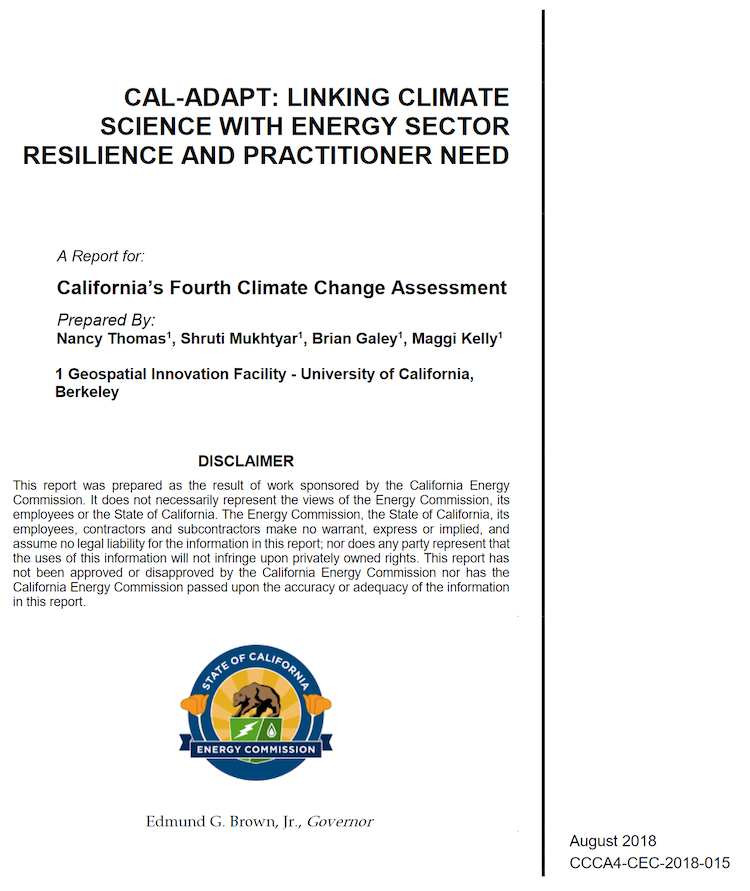 CAL-ADAPT: LINKING CLIMATE
SCIENCE WITH ENERGY SECTOR
RESILIENCE AND PRACTITIONER NEED
A Report for:
California’s Fourth Climate Change Assessment
Prepared By:
Nancy Thomas¹, Shruti Mukhtyar¹, Brian Galey¹, Maggi Kelly¹
1 Geospatial Innovation Facility - University of California,
Berkeley
DISCLAIMER
This report was prepared as the result of work sponsored by the California Energy
Commission. It does not necessarily represent the views of the Energy Commission, its
employees or the State of California. The Energy Commission, the State of California, its
employees, contractors and subcontractors make no warrant, express or implied, and
assume no legal liability for the information in this report; nor does any party represent that
the uses of this information will not infringe upon privately owned rights. This report has
not been approved or disapproved by the California Energy Commission nor has the
California Energy Commission passed upon the accuracy or adequacy of the information
in this report.
STATE OF CALIFORNIA
ENERGY COMMISSION
Edmund G. Brown, Jr., Governor
August 2018
CCCA4-CEC-2018-015